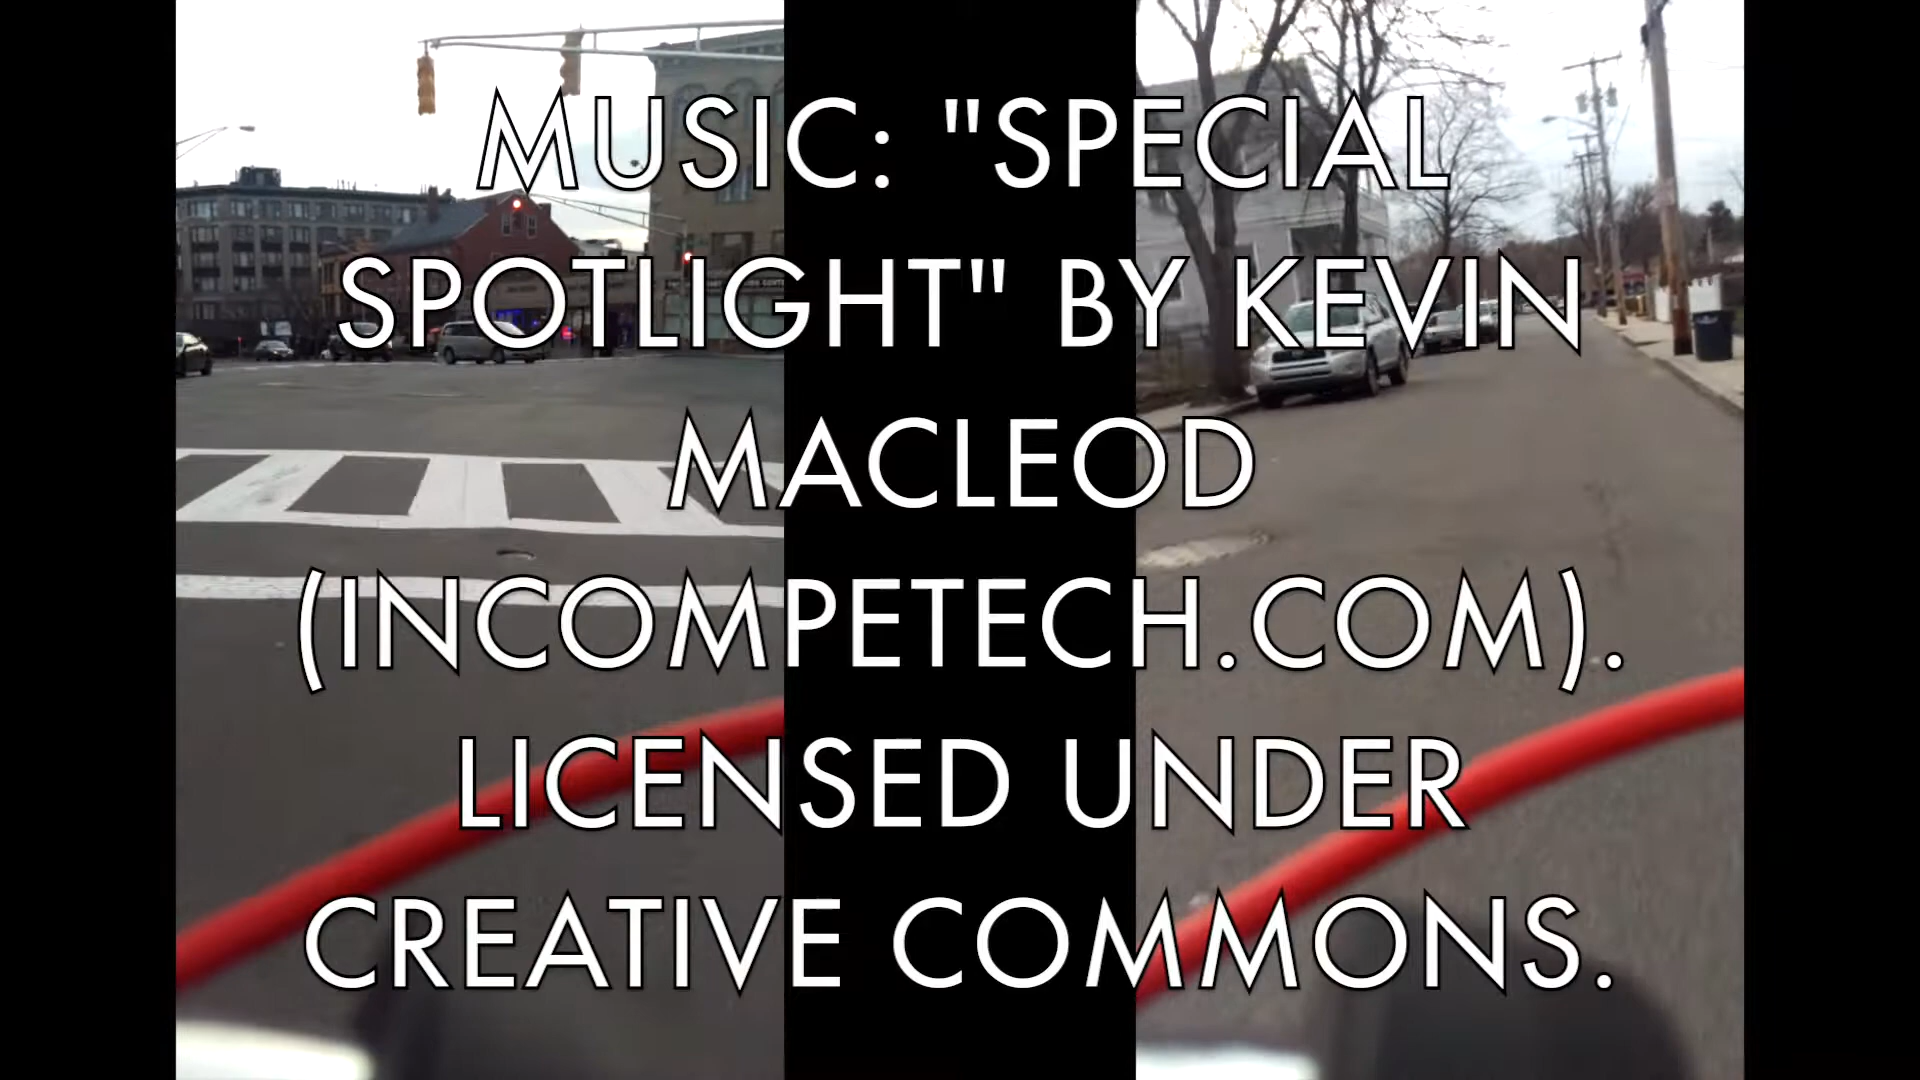 MUSIC: "SPECIAL
SPOTLIGHT" BY KEVIN
MACLEOD
(INCOMPETECH.COM).
LICENSED UNDER
CREATIVE COMMONS.